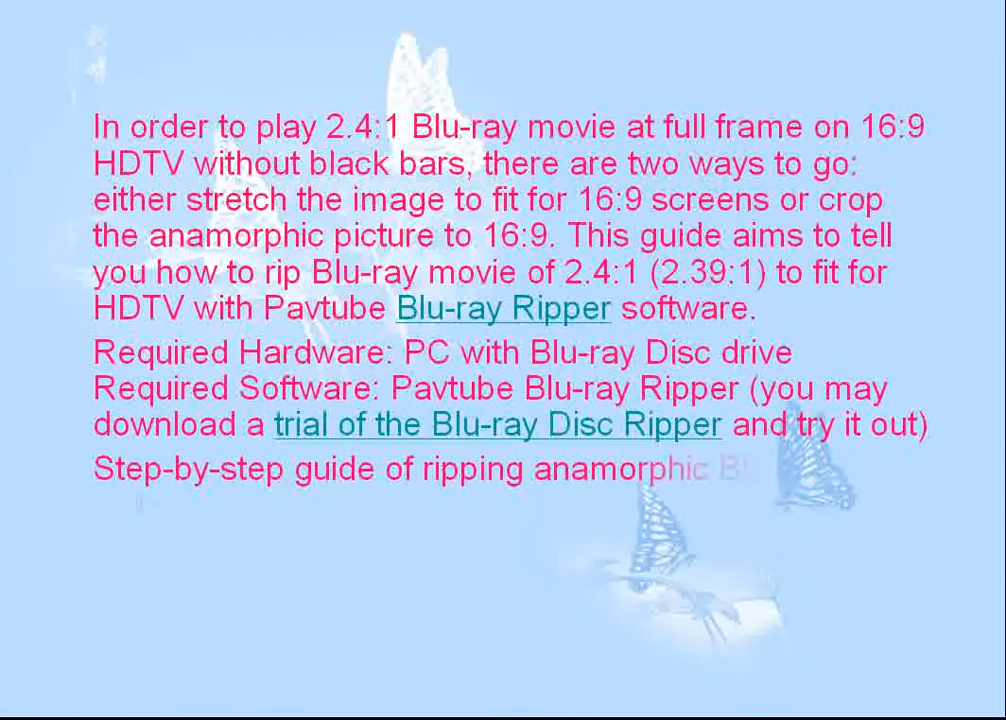 In order to play 2.4:1 Blu-ray movie at full frame on 16:9
HDTV without black bars, there are two ways to go:
either stretch the image to fit for 16:9 screens or crop
the anamorphic picture to 16:9. This guide aims to tell
you how to rip Blu-ray movie of 2.4:1 (2.39:1) to fit for
HDTV with Pavtube Blu-ray Ripper software.
Required Hardware: PC with Blu-ray Disc drive
Required Software: Pavtube Blu-ray Ripper (you may
download a trial of the Blu-ray Disc Ripper and try it out)
Step-by-step guide of ripping anamorphic